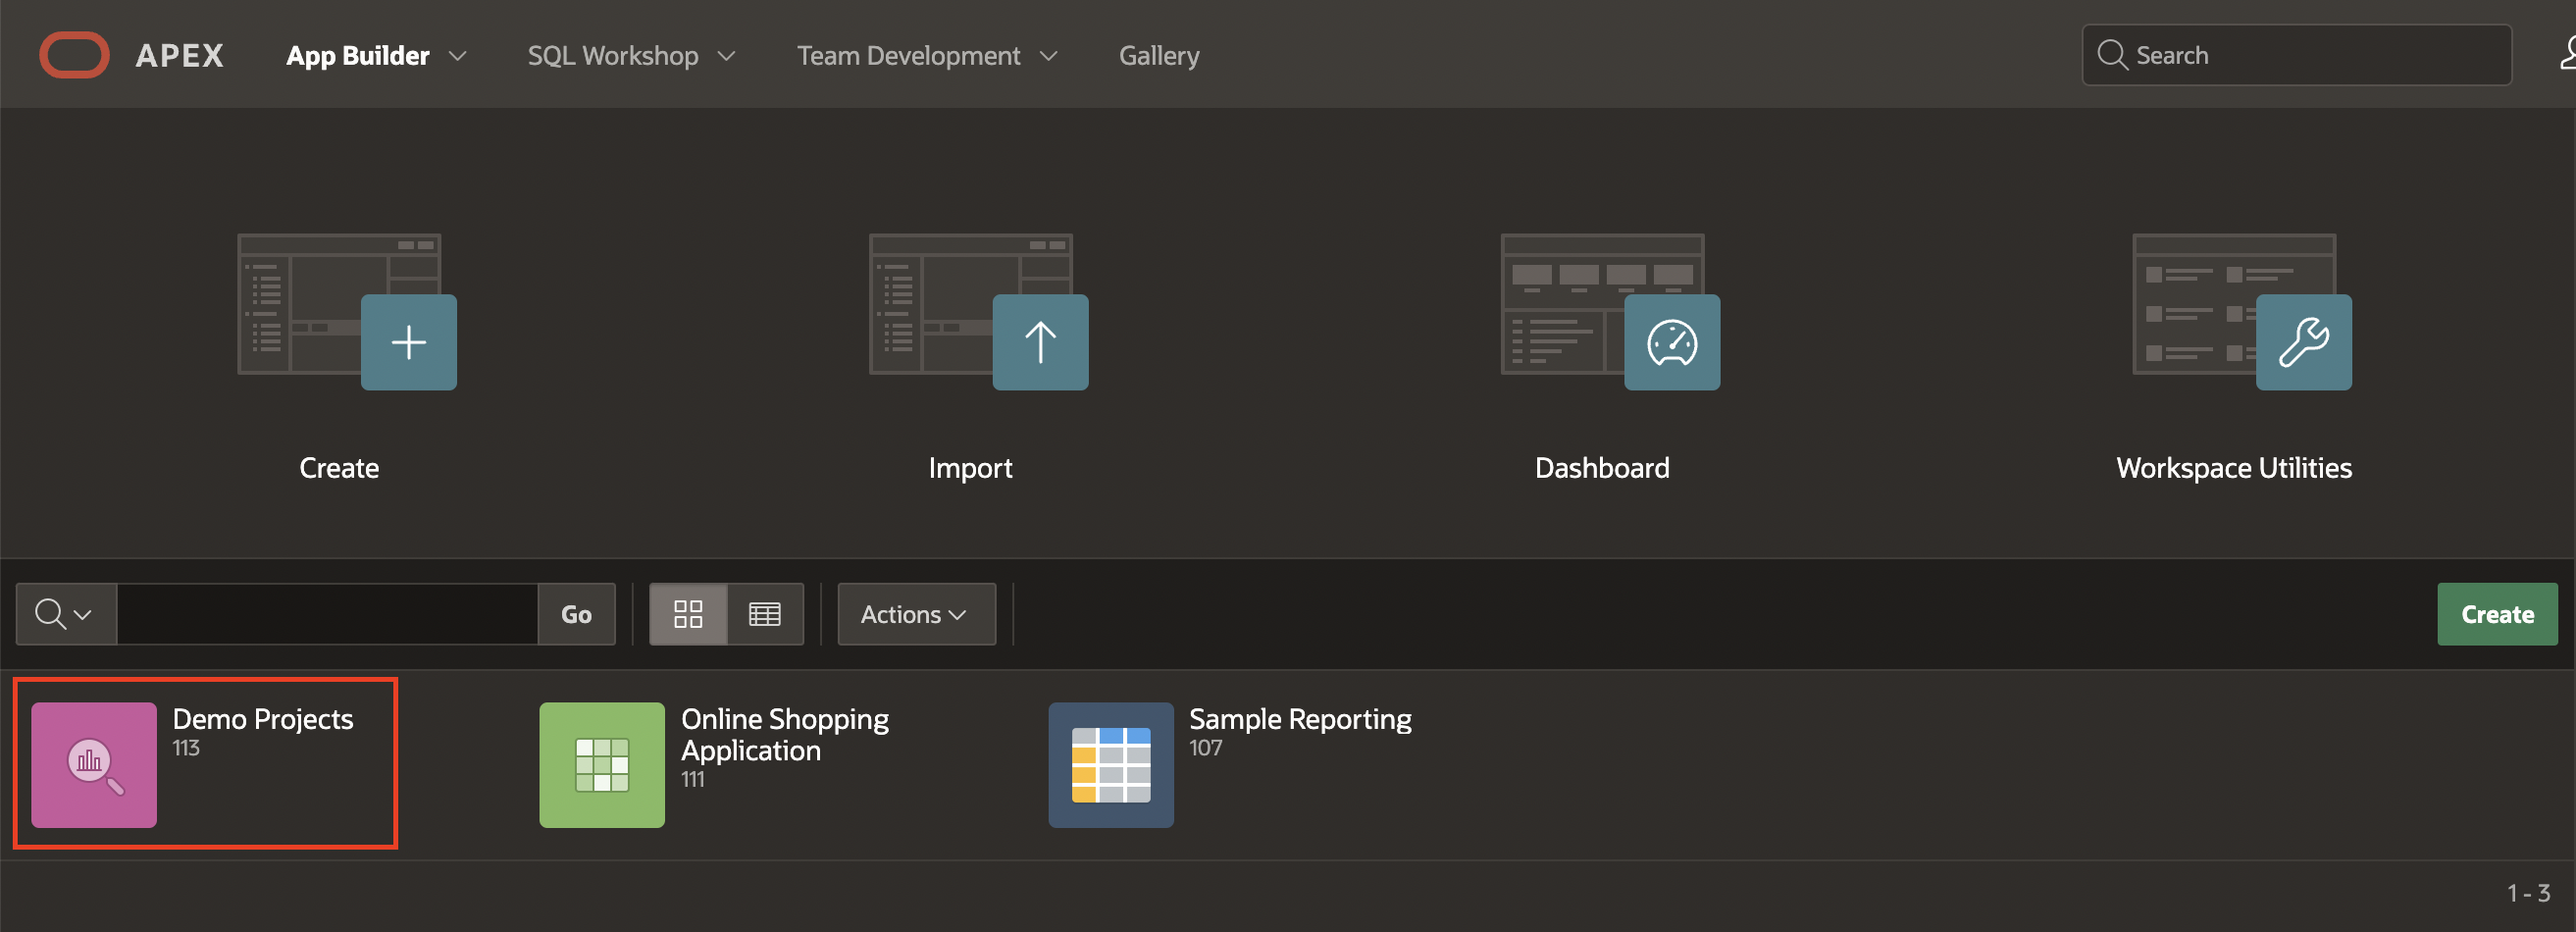 APEX App Builder SQL Workshop Team Development Gallery Search
Create Import Dashboard Workspace Utilities
Go Actions Create
Demo Projects
113
Online Shopping
Application
111
Sample Reporting
107
1 - 3